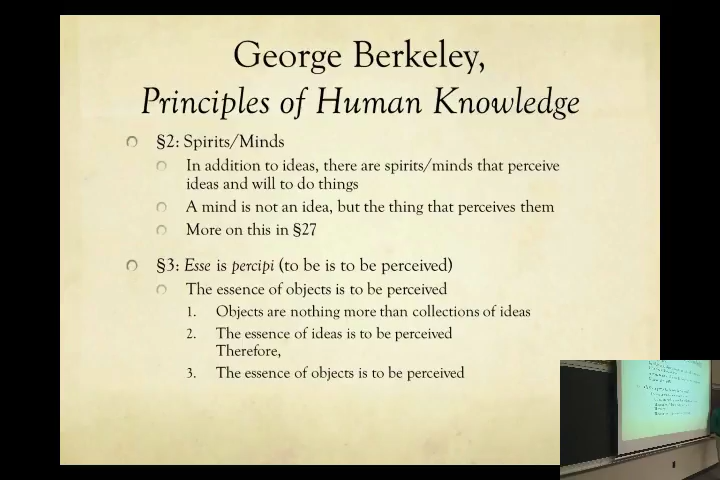 George Berkeley,
Principles of Human Knowledge
§2: Spirits/Minds
In addition to ideas, there are spirits/minds that perceive
ideas and will to do things
A mind is not an idea, but the thing that perceives them
More on this in §27
§3: Esse is percipi (to be is to be perceived)
The essence of objects is to be perceived
1. Objects are nothing more than collections of ideas
2. The essence of ideas is to be perceived
Therefore,
3. The essence of objects is to be perceived